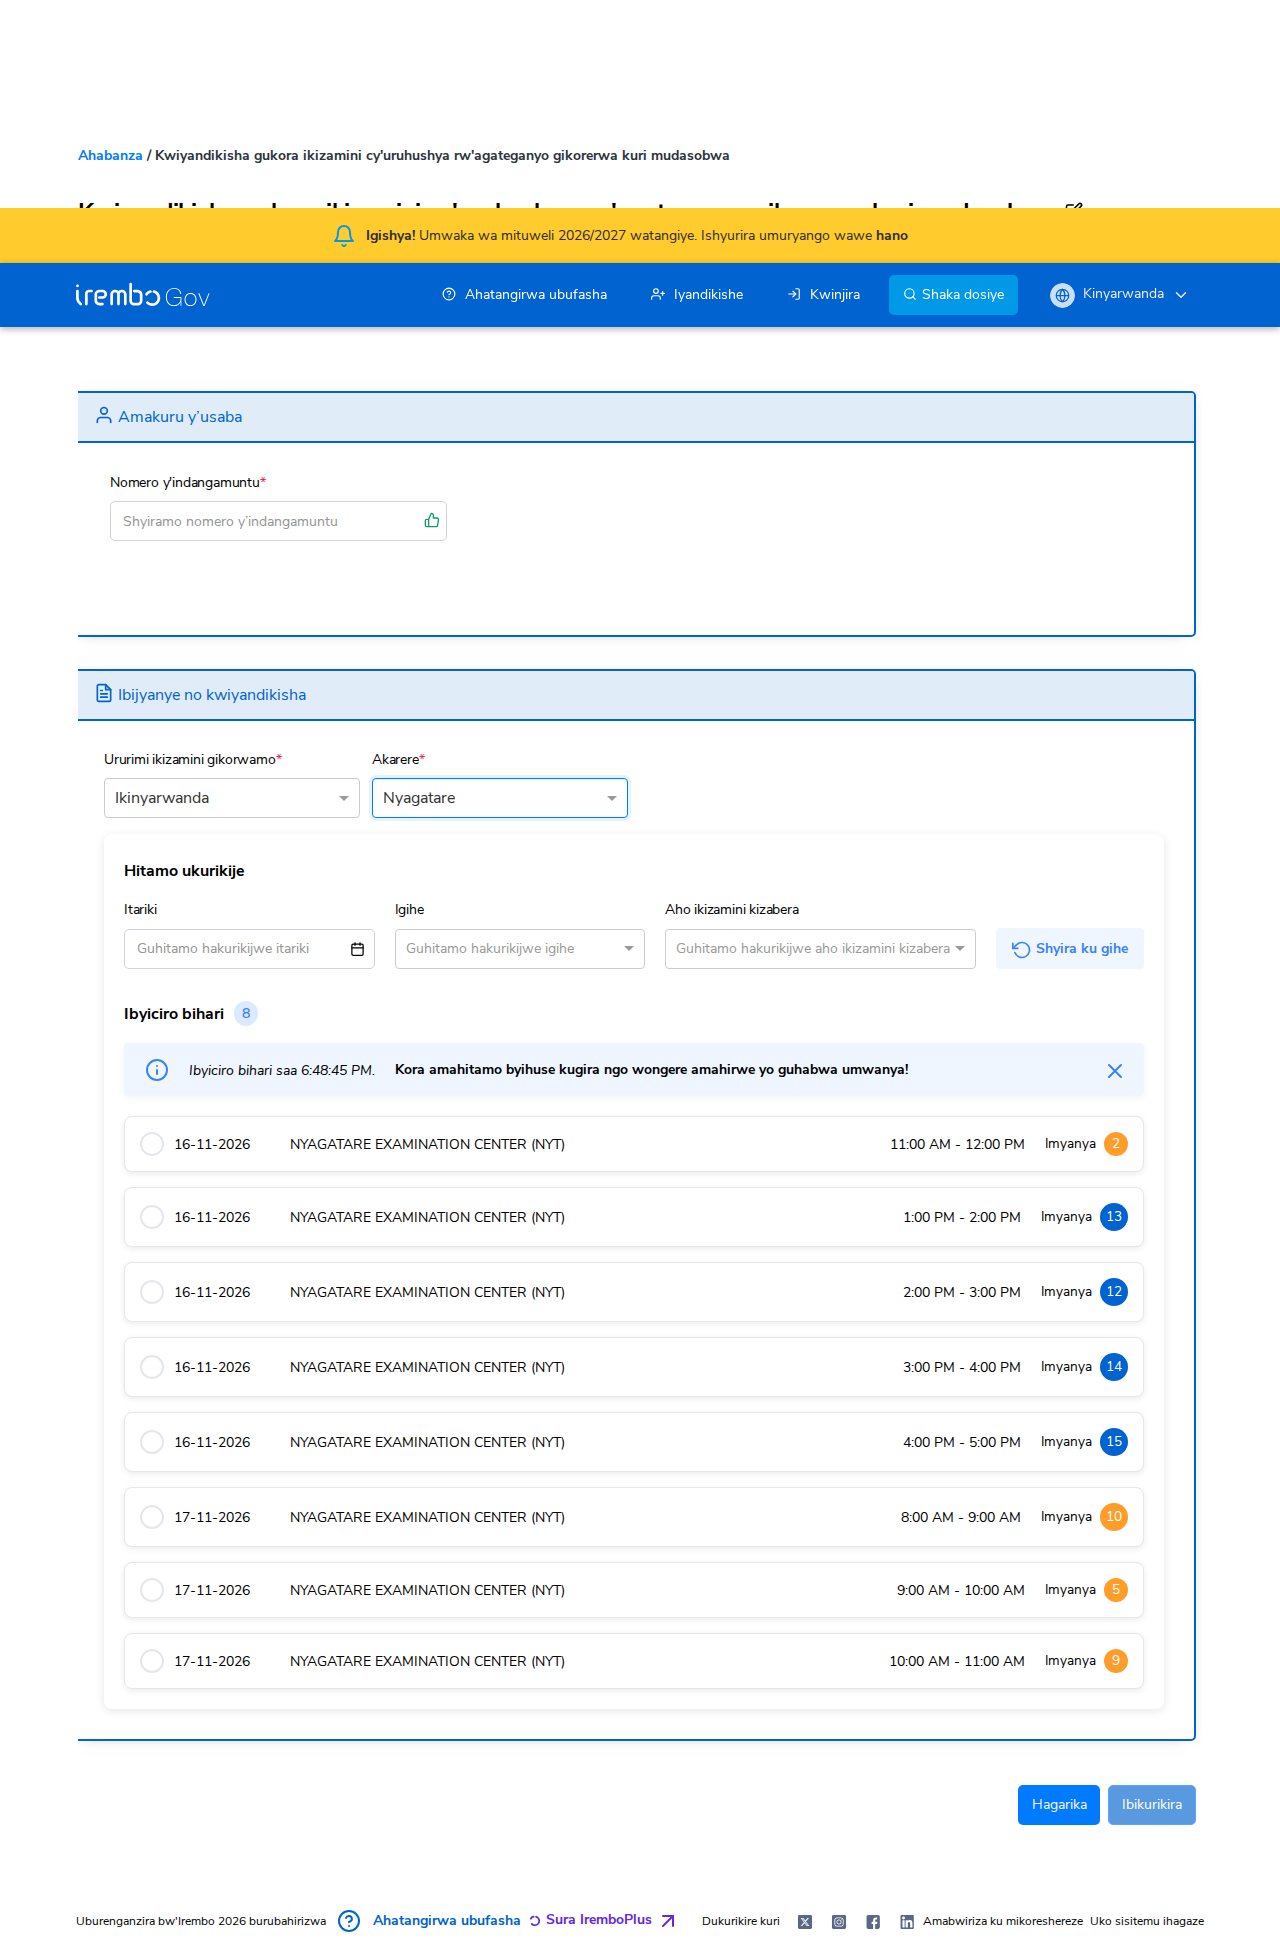 Ahabanza / Kwiyandikisha gukora ikizamini cy'uruhushya rw'agateganyo gikorerwa kuri mudasobwa
Igishya! Umwaka wa mituweli 2026/2027 watangiye. Ishyurira umuryango wawe hano
irembo Gov
Ahatangirwa ubufasha
Iyandikishe
Kwinjira
Shaka dosiye
Kinyarwanda
Amakuru y’usaba
Nomero y'indangamuntu*
Shyiramo nomero y’indangamuntu
Ibijyanye no kwiyandikisha
Ururimi ikizamini gikorwamo* Akarere*
Ikinyarwanda Nyagatare
Hitamo ukurikije
Itariki Igihe Aho ikizamini kizabera
Guhitamo hakurikijwe itariki Guhitamo hakurikijwe igihe Guhitamo hakurikijwe aho ikizamini kizabera Shyira ku gihe
Ibyiciro bihari 8
Ibyiciro bihari saa 6:48:45 PM. Kora amahitamo byihuse kugira ngo wongere amahirwe yo guhabwa umwanya!
16-11-2026 NYAGATARE EXAMINATION CENTER (NYT) 11:00 AM - 12:00 PM Imyanya 2
16-11-2026 NYAGATARE EXAMINATION CENTER (NYT) 1:00 PM - 2:00 PM Imyanya 13
16-11-2026 NYAGATARE EXAMINATION CENTER (NYT) 2:00 PM - 3:00 PM Imyanya 12
16-11-2026 NYAGATARE EXAMINATION CENTER (NYT) 3:00 PM - 4:00 PM Imyanya 14
16-11-2026 NYAGATARE EXAMINATION CENTER (NYT) 4:00 PM - 5:00 PM Imyanya 15
17-11-2026 NYAGATARE EXAMINATION CENTER (NYT) 8:00 AM - 9:00 AM Imyanya 10
17-11-2026 NYAGATARE EXAMINATION CENTER (NYT) 9:00 AM - 10:00 AM Imyanya 5
17-11-2026 NYAGATARE EXAMINATION CENTER (NYT) 10:00 AM - 11:00 AM Imyanya 9
Hagarika Ibikurikira
Uburenganzira bw'Irembo 2026 burubahirizwa Ahatangirwa ubufasha Sura IremboPlus Dukurikire kuri Amabwiriza ku mikoreshereze Uko sisitemu ihagaze